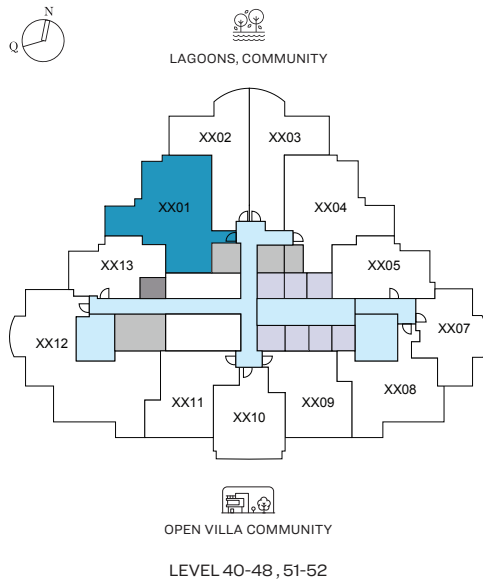 N
Q
LAGOONS, COMMUNITY
XX02
XX03
XX01
XX04
XX13
XX05
XX12
XX07
XX11
XX10
XX09
XX08
OPEN VILLA COMMUNITY
LEVEL 40-48 , 51-52